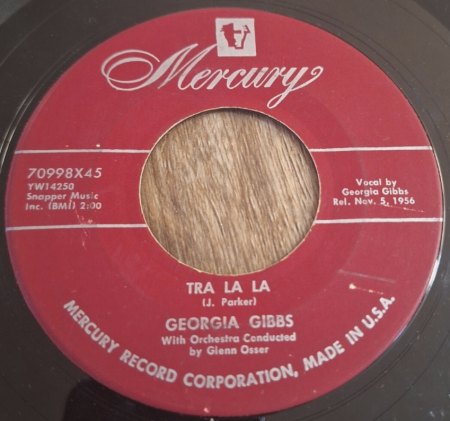 Mercury
70998X45
YW14250
Snapper Music
Inc. (BMI) 2:00
Vocal by
Georgia Gibbs
Rel. Nov. 5, 1956
TRA LA LA
(J. Parker)
GEORGIA GIBBS
With Orchestra Conducted
by Glenn Osser
MERCURY RECORD CORPORATION, MADE IN U.S.A.